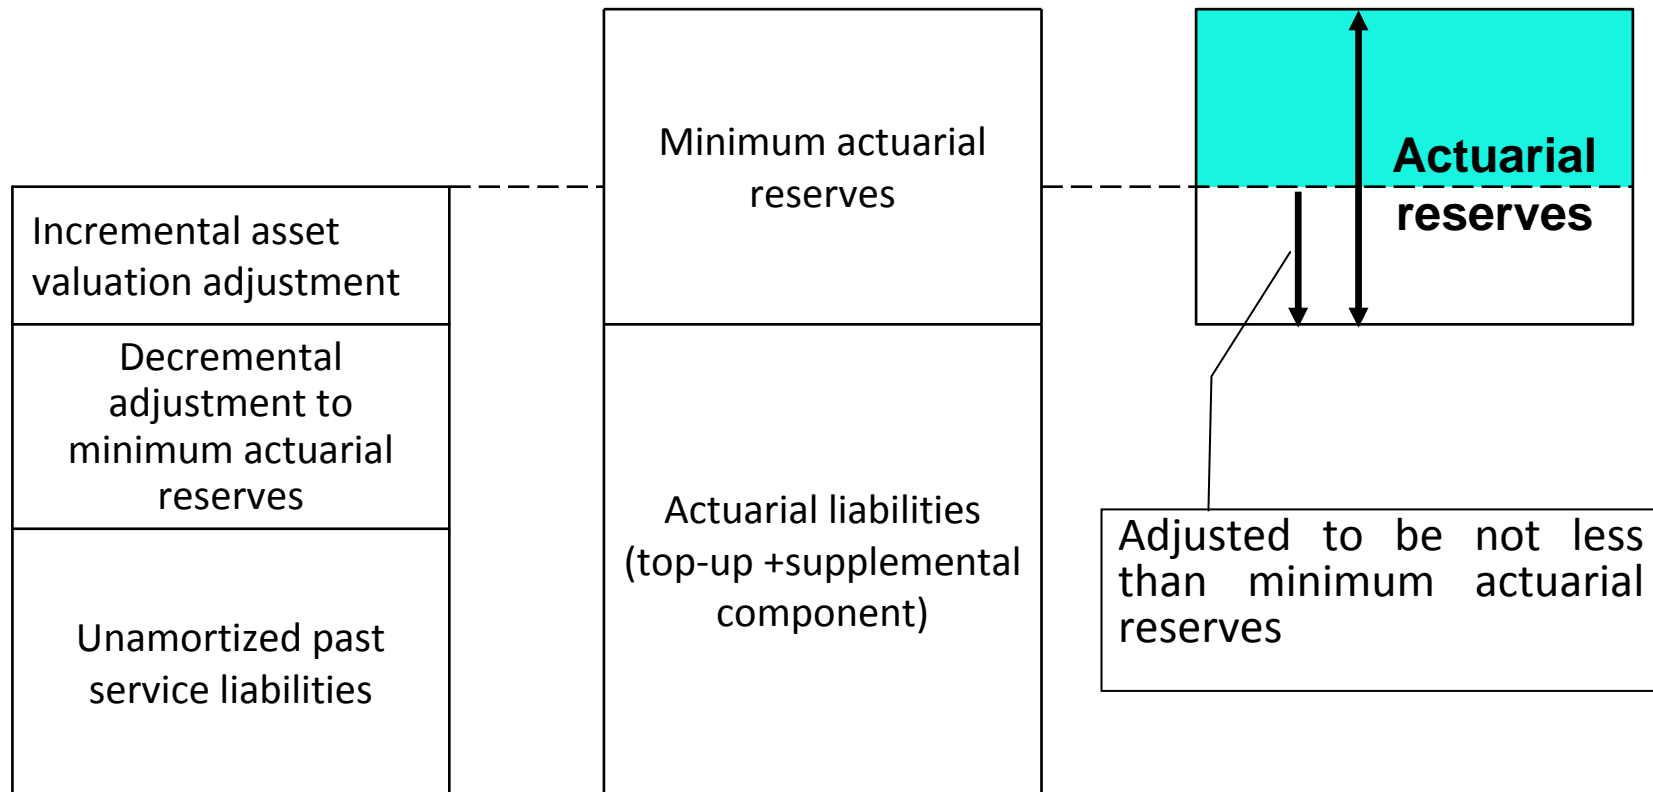 Incremental asset
valuation adjustment
Decremental
adjustment to
minimum actuarial
reserves
Unamortized past
service liabilities
Minimum actuarial
reserves
Actuarial liabilities
(top-up +supplemental
component)
Actuarial
reserves
Adjusted to be not less
than minimum actuarial
reserves